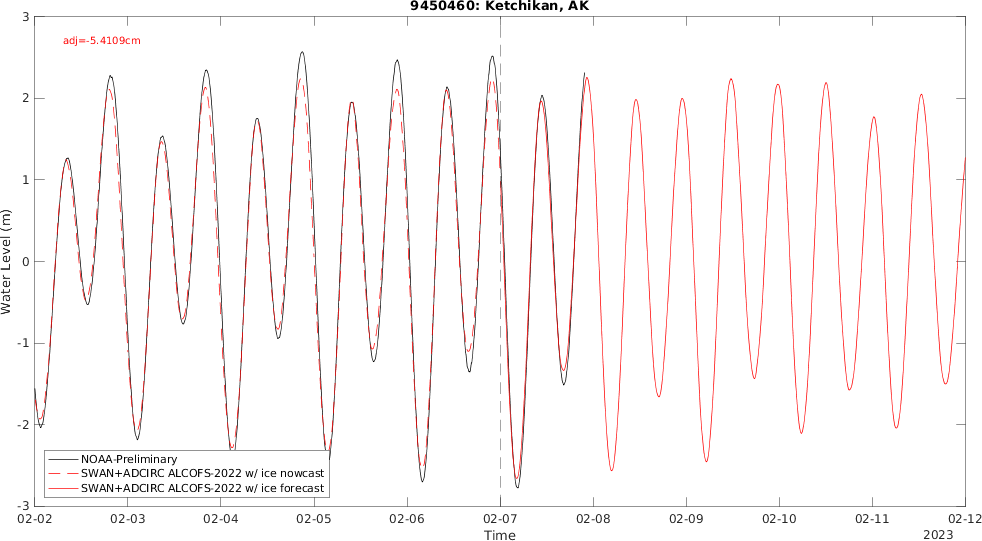 9450460: Ketchikan, AK
adj=-5.4109cm
3
2
1
0
-1
-2
-3
Water Level (m)
NOAA-Preliminary
SWAN+ADCIRC ALCOFS-2022 w/ ice nowcast
SWAN+ADCIRC ALCOFS-2022 w/ ice forecast
02-02 02-03 02-04 02-05 02-06 02-07 02-08 02-09 02-10 02-11 02-12
Time
2023